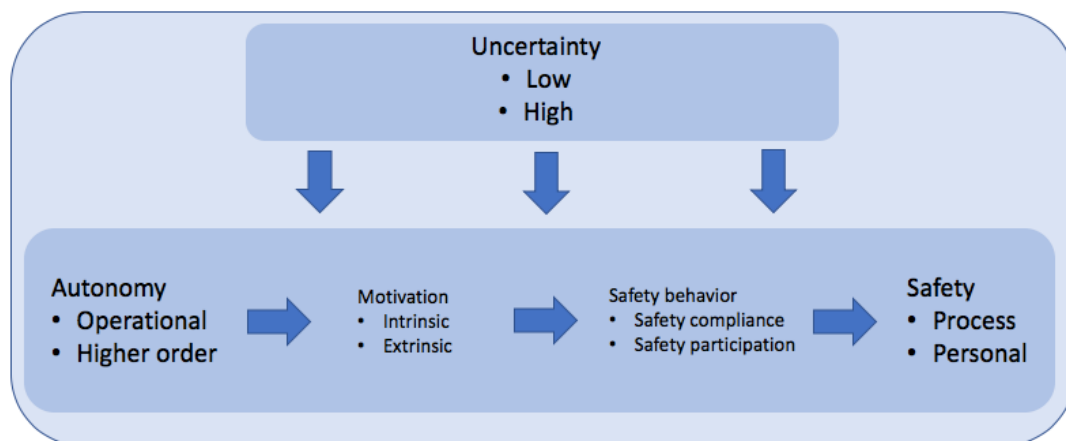 Uncertainty
• Low
• High
Autonomy
• Operational
• Higher order
Motivation
• Intrinsic
• Extrinsic
Safety behavior
• Safety compliance
• Safety participation
Safety
• Process
• Personal